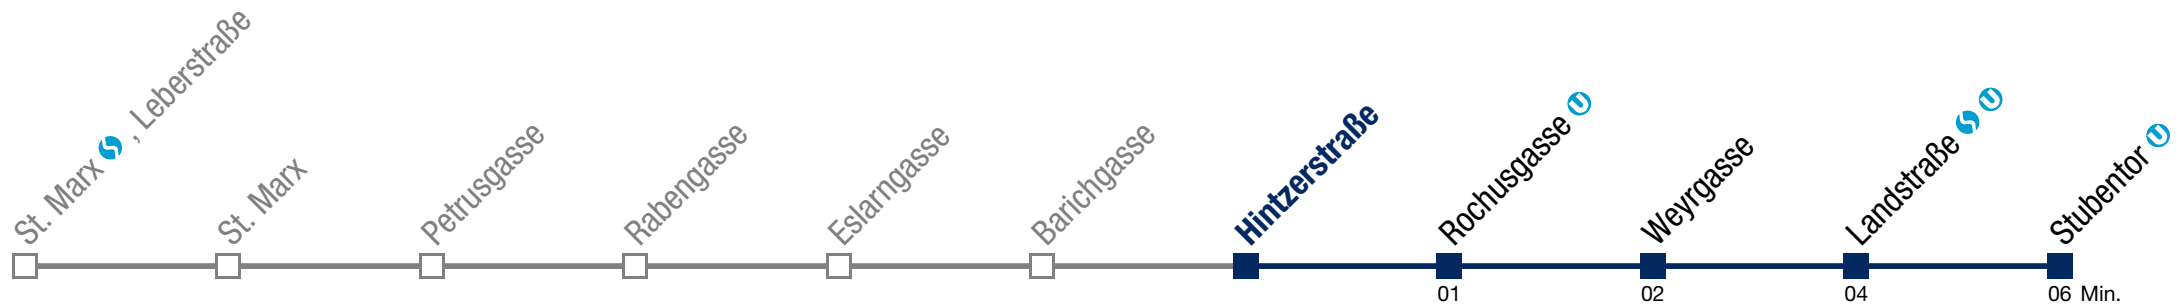 St. Marx S, Leberstraße
St. Marx
Petrusgasse
Rabengasse
Eslarngasse
Barichgasse
Hintzerstraße
Rochusgasse U
Weyrgasse
Landstraße S U
Stubentor U
01
02
04
06 Min.